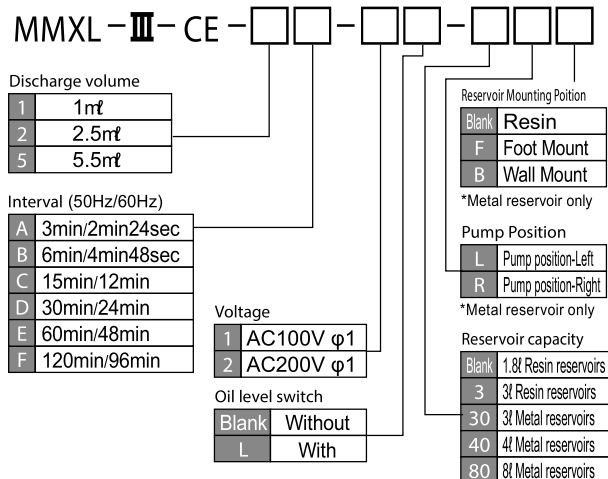 MMXL-Ⅲ-CE-□□-□□-□□□
Discharge volume
1 1mℓ
2 2.5mℓ
5 5.5mℓ
Interval (50Hz/60Hz)
A 3min/2min24sec
B 6min/4min48sec
C 15min/12min
D 30min/24min
E 60min/48min
F 120min/96min
Voltage
1 AC100V φ1
2 AC200V φ1
Oil level switch
Blank Without
L With
Reservoir Mounting Poition
Blank Resin
F Foot Mount
B Wall Mount
*Metal reservoir only
Pump Position
L Pump position-Left
R Pump position-Right
*Metal reservoir only
Reservoir capacity
Blank 1.8ℓ Resin reservoirs
3 3ℓ Resin reservoirs
30 3ℓ Metal reservoirs
40 4ℓ Metal reservoirs
80 8ℓ Metal reservoirs